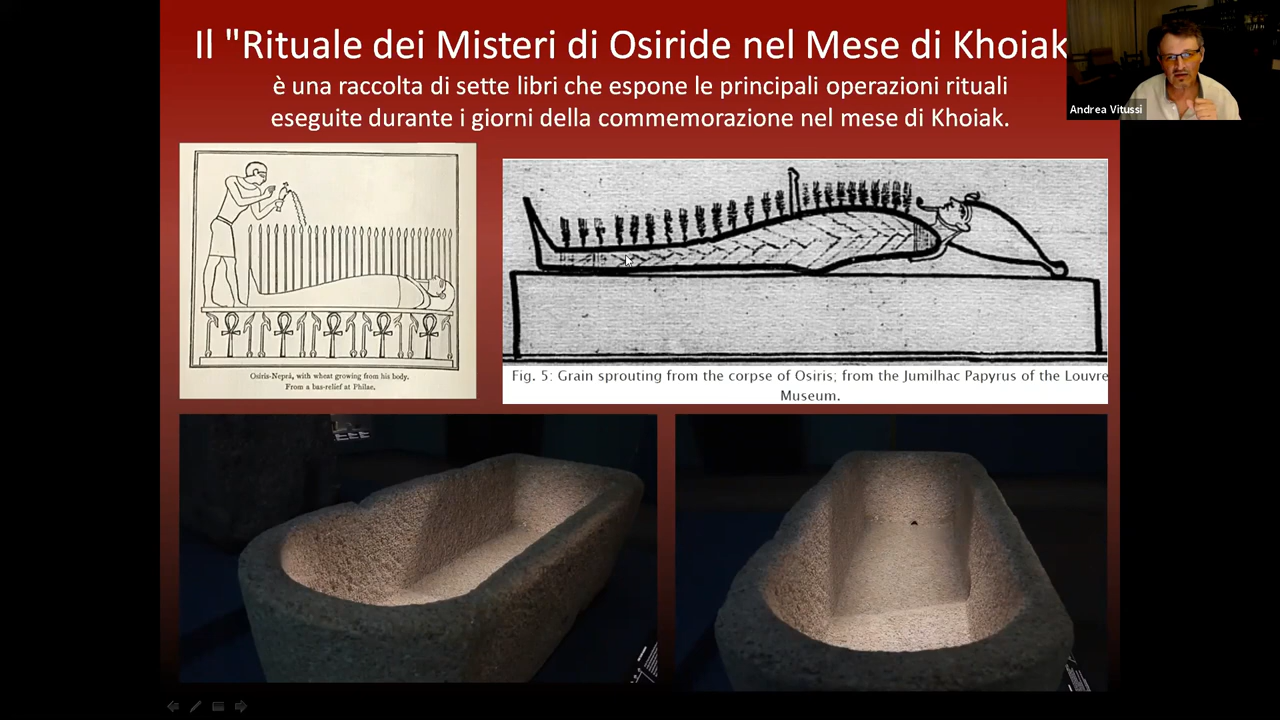 Il "Rituale dei Misteri di Osiride nel Mese di Khoiak
è una raccolta di sette libri che espone le principali operazioni rituali
eseguite durante i giorni della commemorazione nel mese di Khoiak.
Andrea Vitussi
Osiris-Neprâ, with wheat growing from his body.
From a bas-relief at Philae.
Fig. 5: Grain sprouting from the corpse of Osiris; from the Jumilhac Papyrus of the Louvre
Museum.